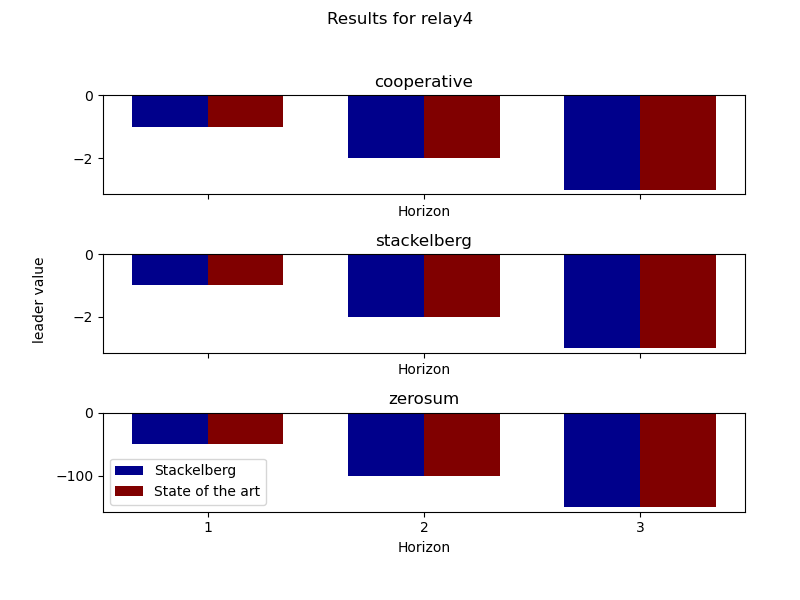 Results for relay4
cooperative
0
−2
Horizon
stackelberg
leader value
0
−2
Horizon
zerosum
0
−100
Stackelberg
State of the art
1 2 3
Horizon